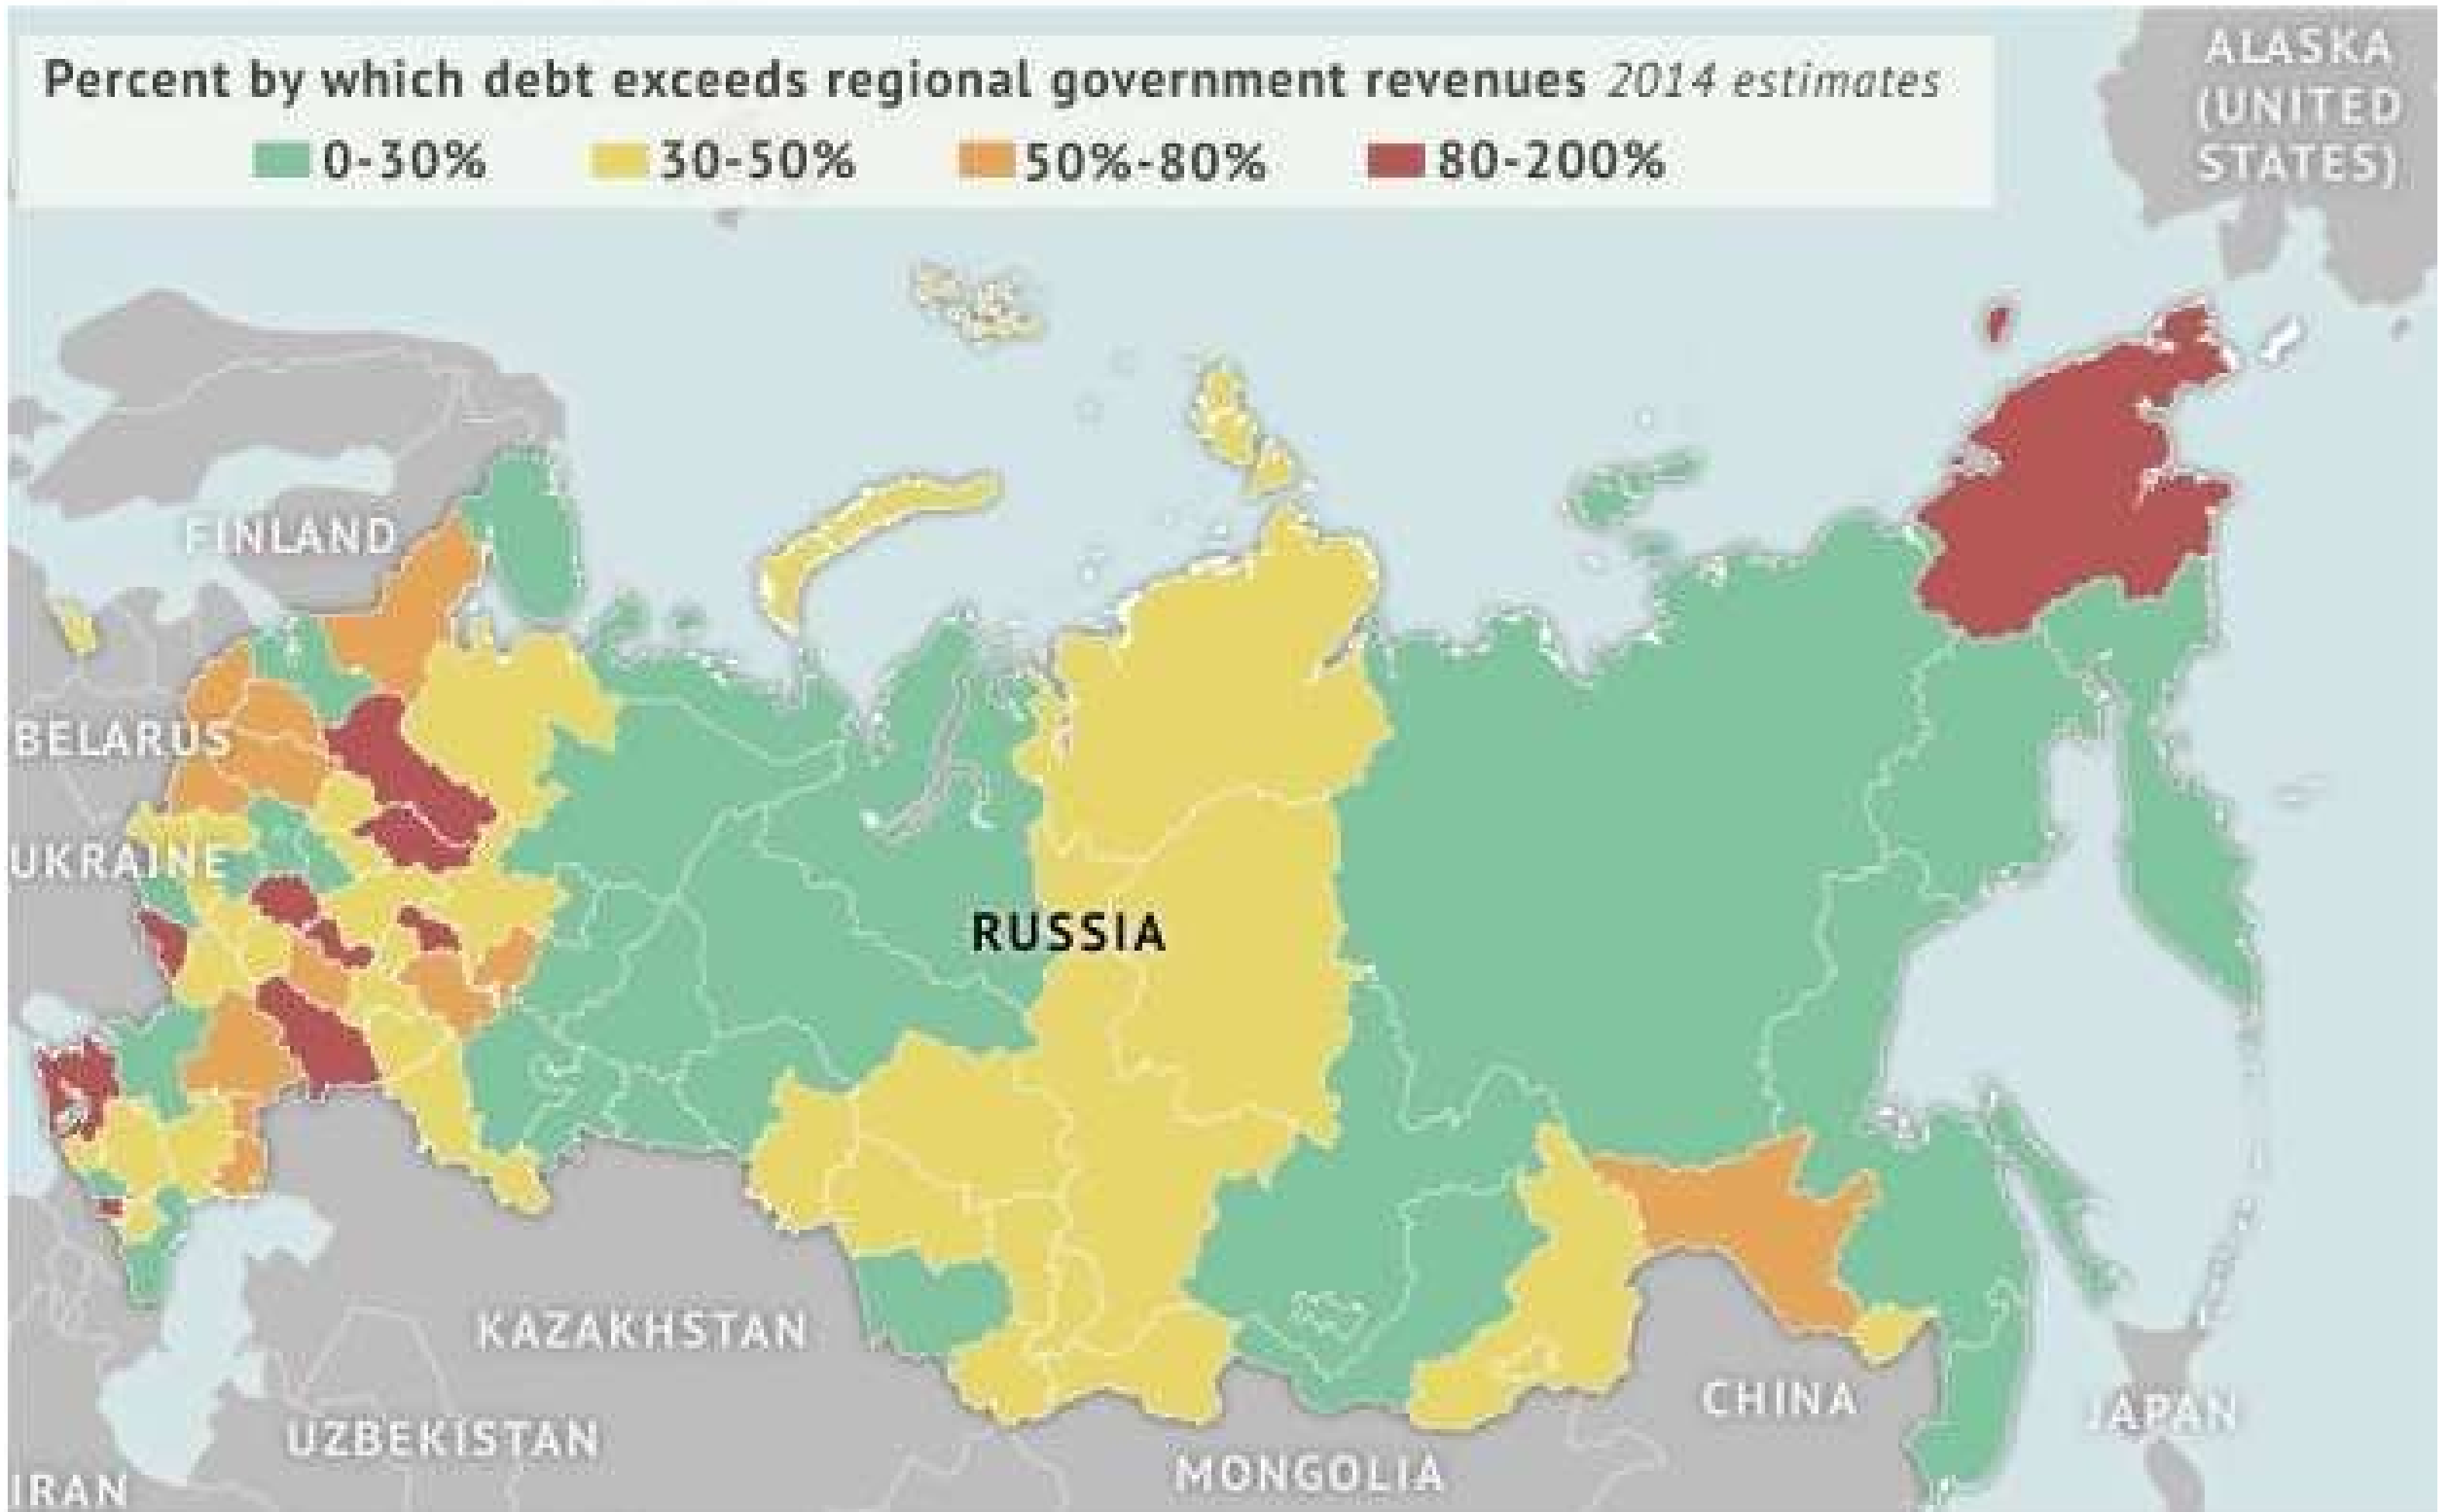 Percent by which debt exceeds regional government revenues 2014 estimates
0-30% 30-50% 50%-80% 80-200%
ALASKA
(UNITED
STATES)
FINLAND
BELARUS
UKRAINE
RUSSIA
KAZAKHSTAN
UZBEKISTAN
IRAN
MONGOLIA
CHINA
JAPAN